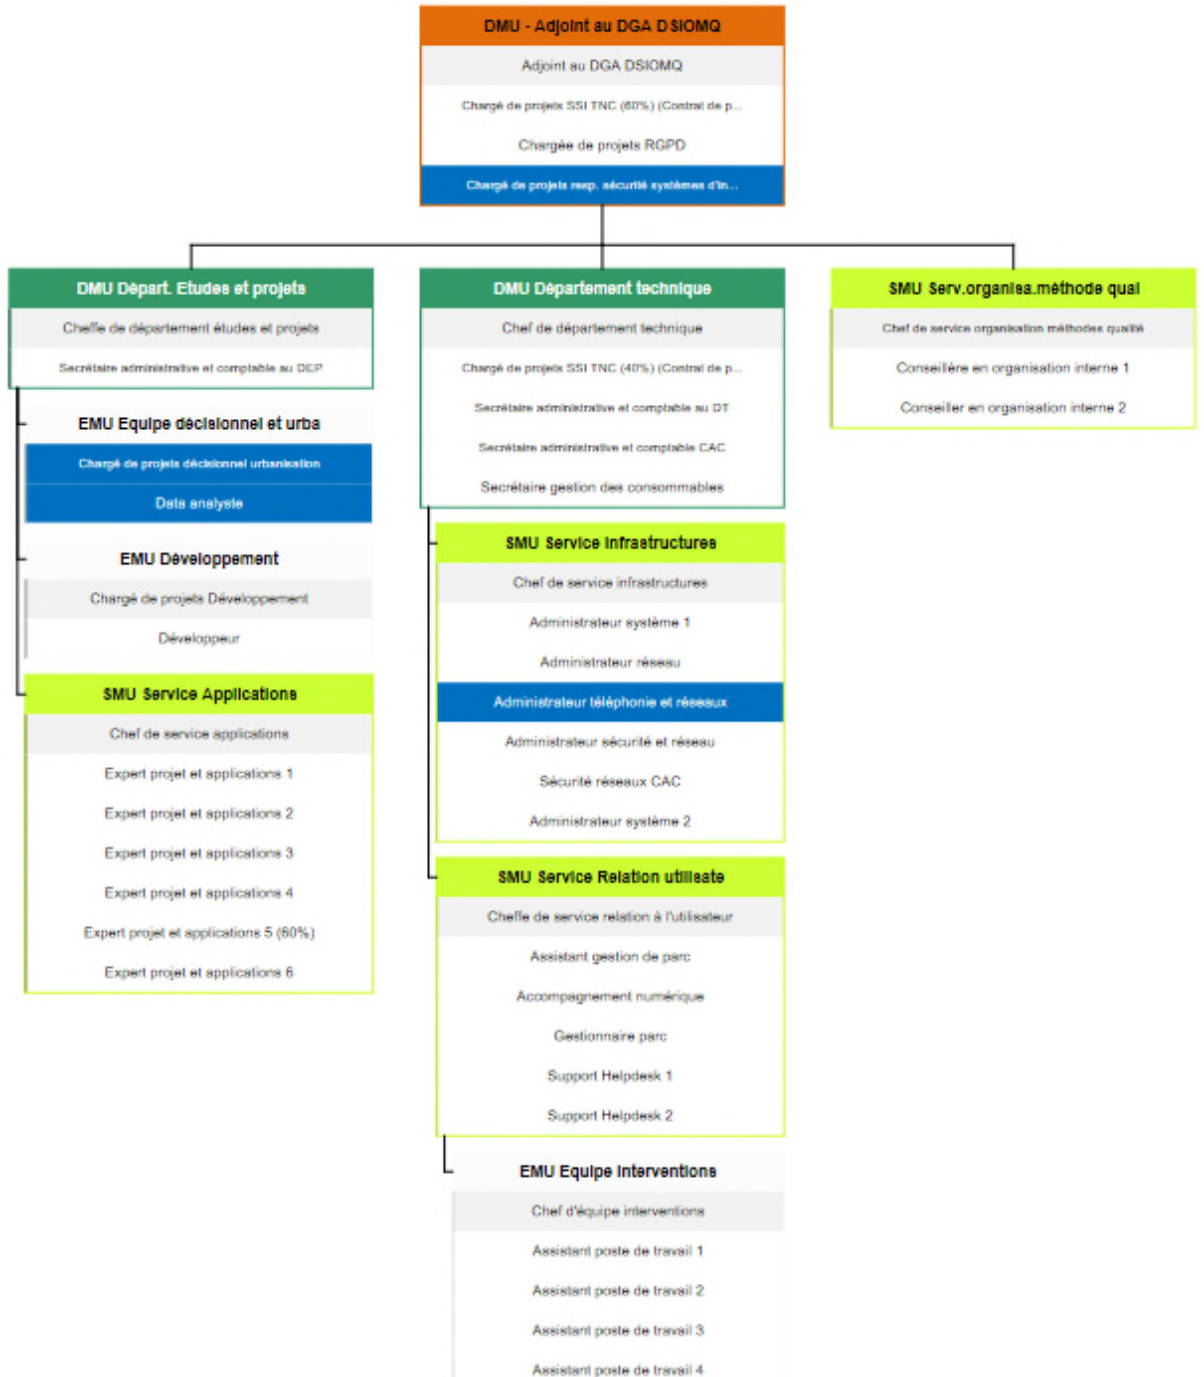 DMU - Adjoint au DGA DSIOMQ
Adjoint au DGA DSIOMQ
Chargé de projets SSI TNC (60%) (Contrat de p...
Chargée de projets RGPD
Chargé de projets resp. sécurité systèmes d'in...
DMU Départ. Etudes et projets
Cheffe de département études et projets
Secrétaire administrative et comptable au DEP
EMU Equipe décisionnel et urba
Chargé de projets décisionnel urbanisation
Data analyste
EMU Développement
Chargé de projets Développement
Développeur
SMU Service Applications
Chef de service applications
Expert projet et applications 1
Expert projet et applications 2
Expert projet et applications 3
Expert projet et applications 4
Expert projet et applications 5 (60%)
Expert projet et applications 6
DMU Département technique
Chef de département technique
Chargé de projets SSI TNC (40%) (Contrat de p...
Secrétaire administrative et comptable au DT
Secrétaire administrative et comptable CAC
Secrétaire gestion des consommables
SMU Service Infrastructures
Chef de service infrastructures
Administrateur système 1
Administrateur réseau
Administrateur téléphonie et réseaux
Administrateur sécurité et réseau
Sécurité réseaux CAC
Administrateur système 2
SMU Service Relation utilisate
Cheffe de service relation à l'utilisateur
Assistant gestion de parc
Accompagnement numérique
Gestionnaire parc
Support Helpdesk 1
Support Helpdesk 2
EMU Equipe Interventions
Chef d'équipe interventions
Assistant poste de travail 1
Assistant poste de travail 2
Assistant poste de travail 3
Assistant poste de travail 4
SMU Serv.organisa.méthode qual
Chef de service organisation méthodes qualité
Conseillère en organisation interne 1
Conseiller en organisation interne 2